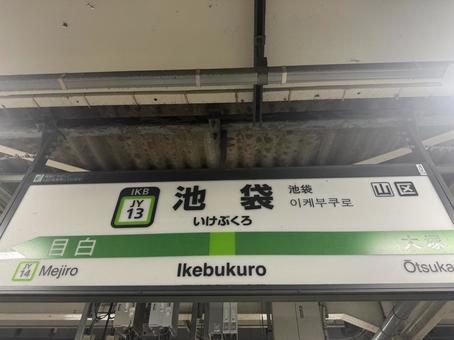 IKB
JY
13
池袋
いけぶくろ
池袋
이케부쿠로
山区
目白
大塚
JY
14
Mejiro
Ikebukuro
Ōtsuka